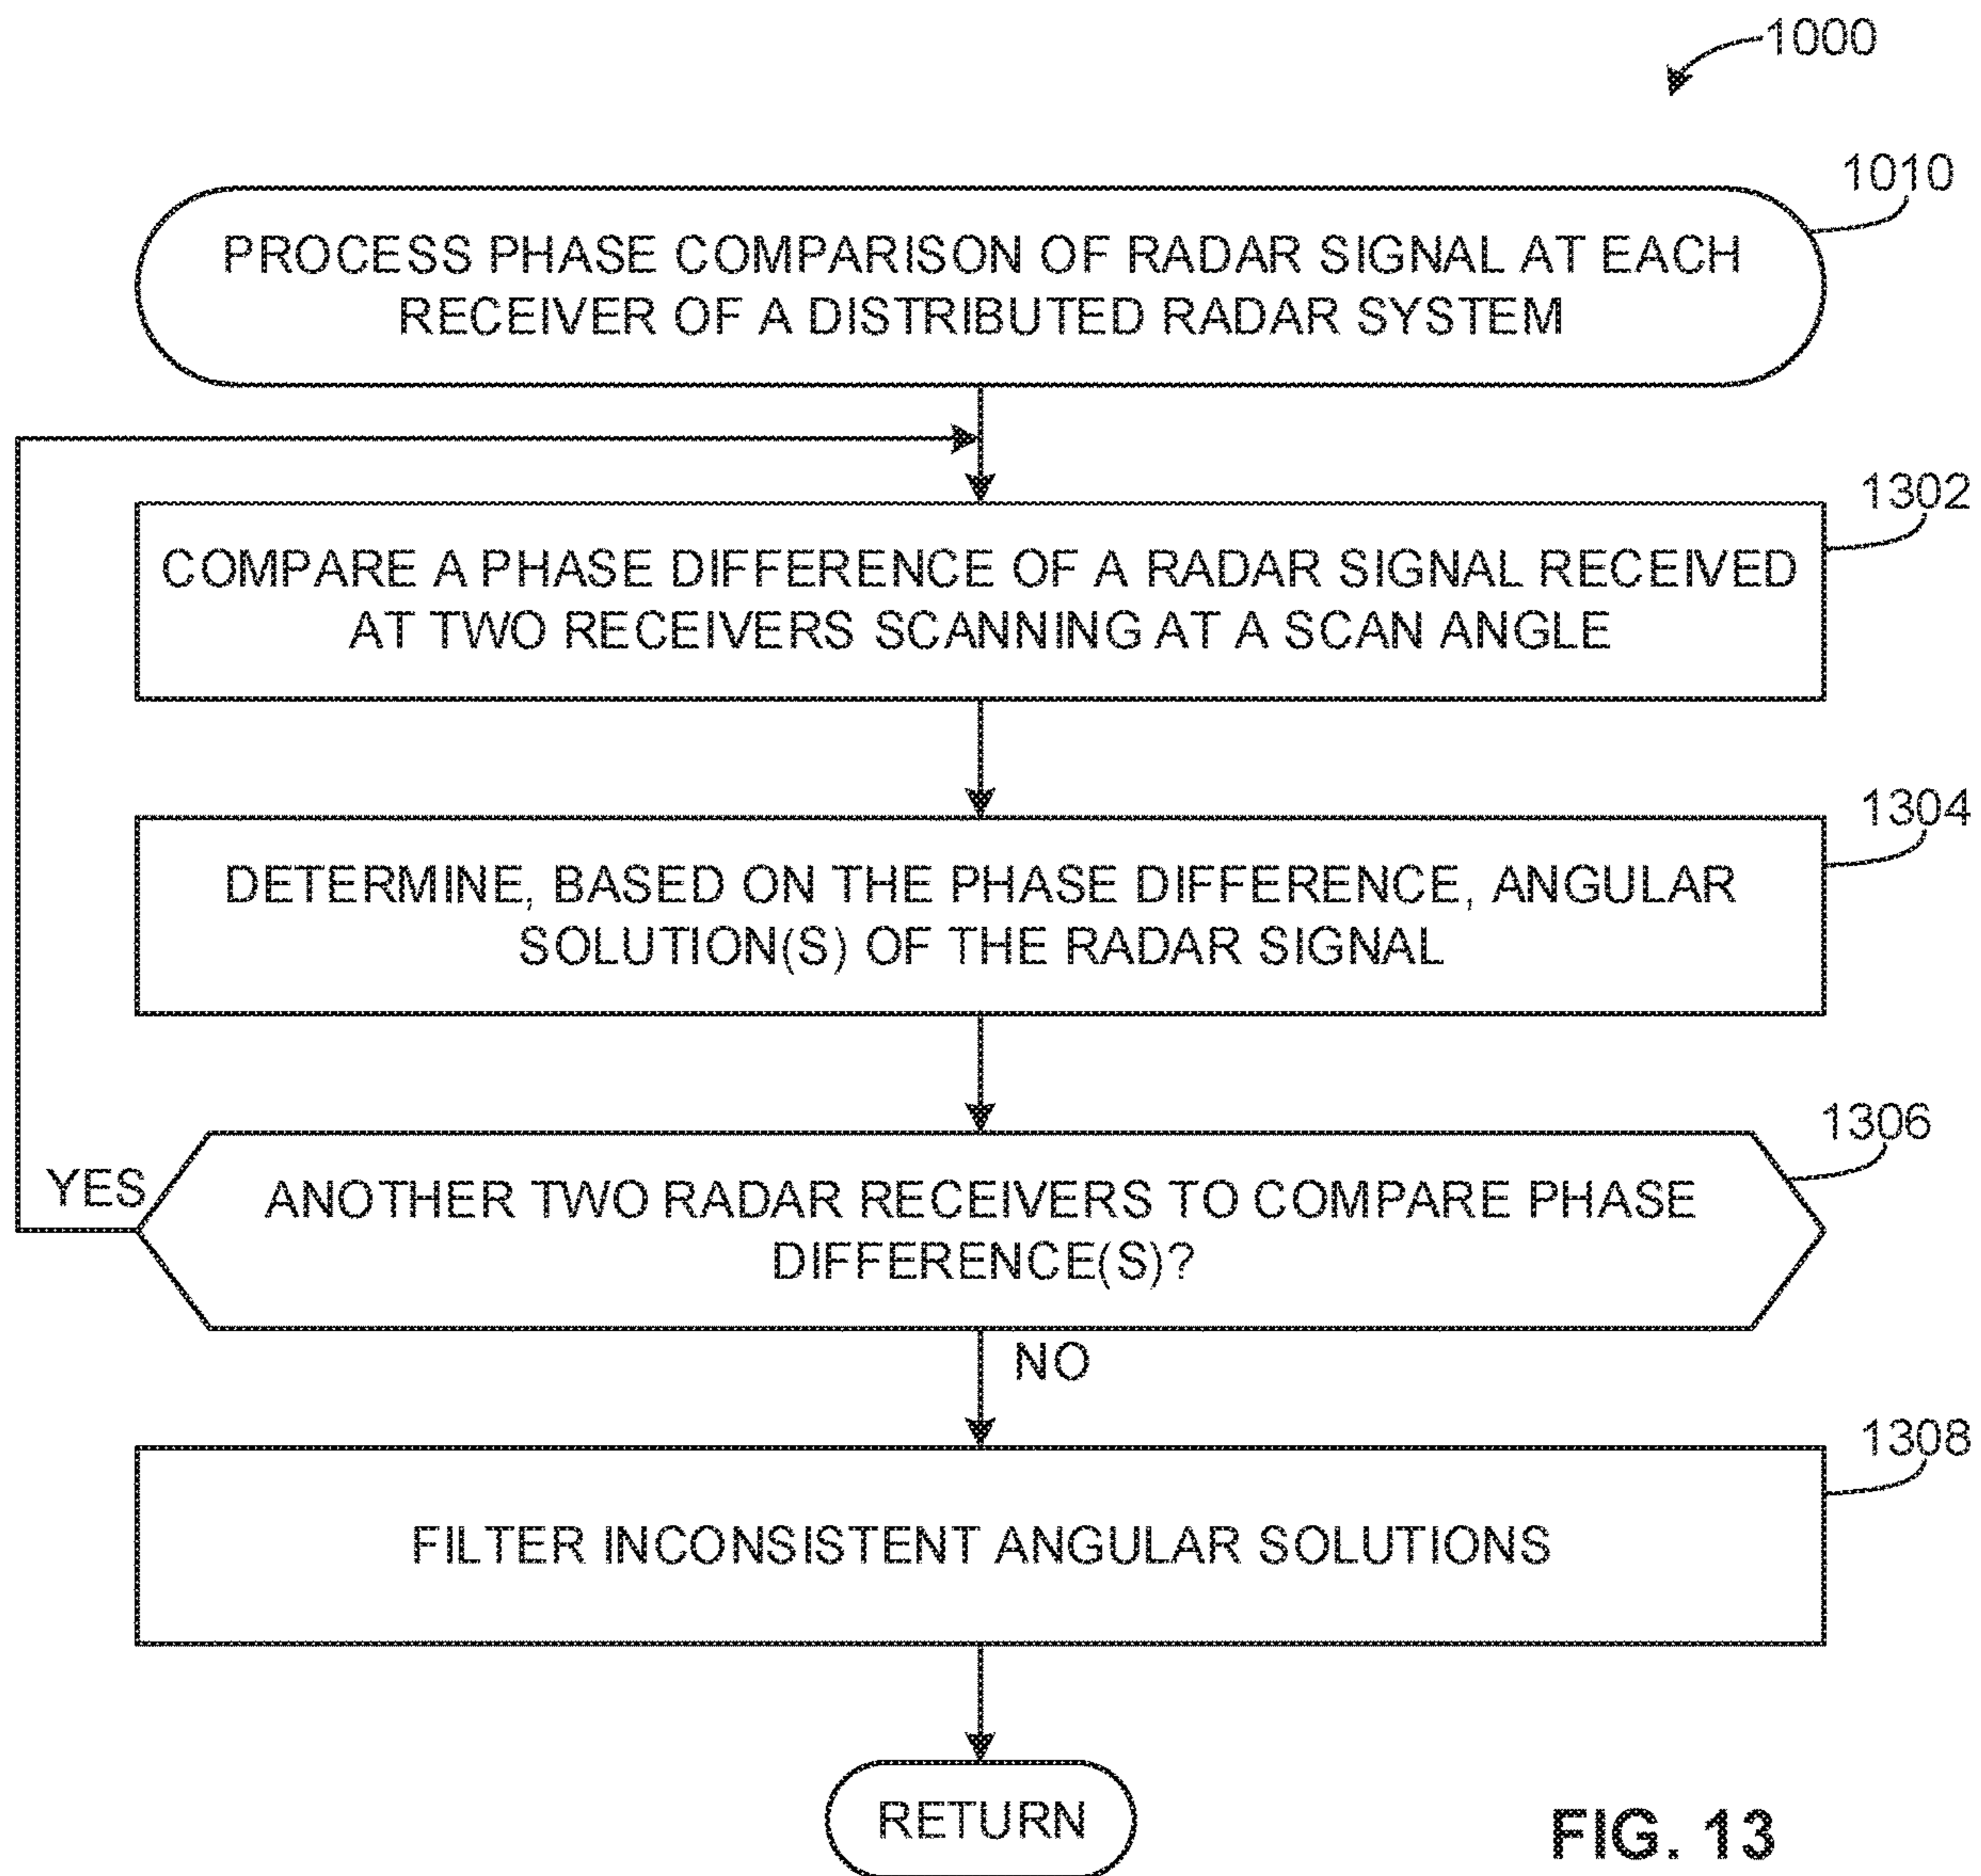 1000
1010
PROCESS PHASE COMPARISON OF RADAR SIGNAL AT EACH
RECEIVER OF A DISTRIBUTED RADAR SYSTEM
1302
COMPARE A PHASE DIFFERENCE OF A RADAR SIGNAL RECEIVED
AT TWO RECEIVERS SCANNING AT A SCAN ANGLE
1304
DETERMINE, BASED ON THE PHASE DIFFERENCE, ANGULAR
SOLUTION(S) OF THE RADAR SIGNAL
1306
YES
ANOTHER TWO RADAR RECEIVERS TO COMPARE PHASE
DIFFERENCE(S)?
NO
1308
FILTER INCONSISTENT ANGULAR SOLUTIONS
RETURN
FIG. 13